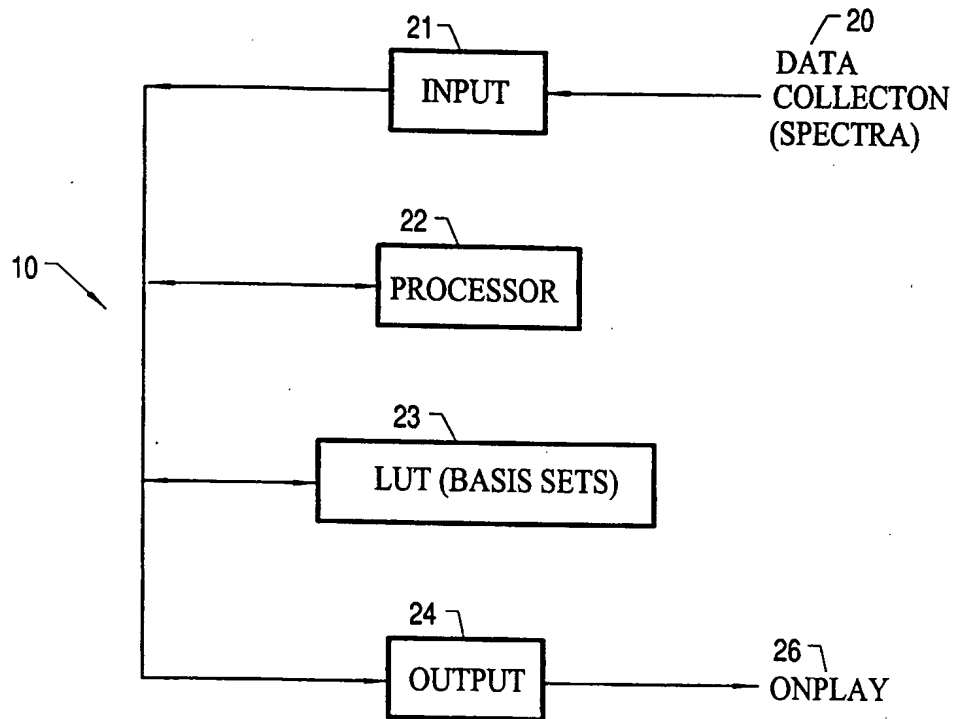 21
INPUT
20
DATA
COLLECTON
(SPECTRA)
10
22
PROCESSOR
23
LUT (BASIS SETS)
24
OUTPUT
26
ONPLAY